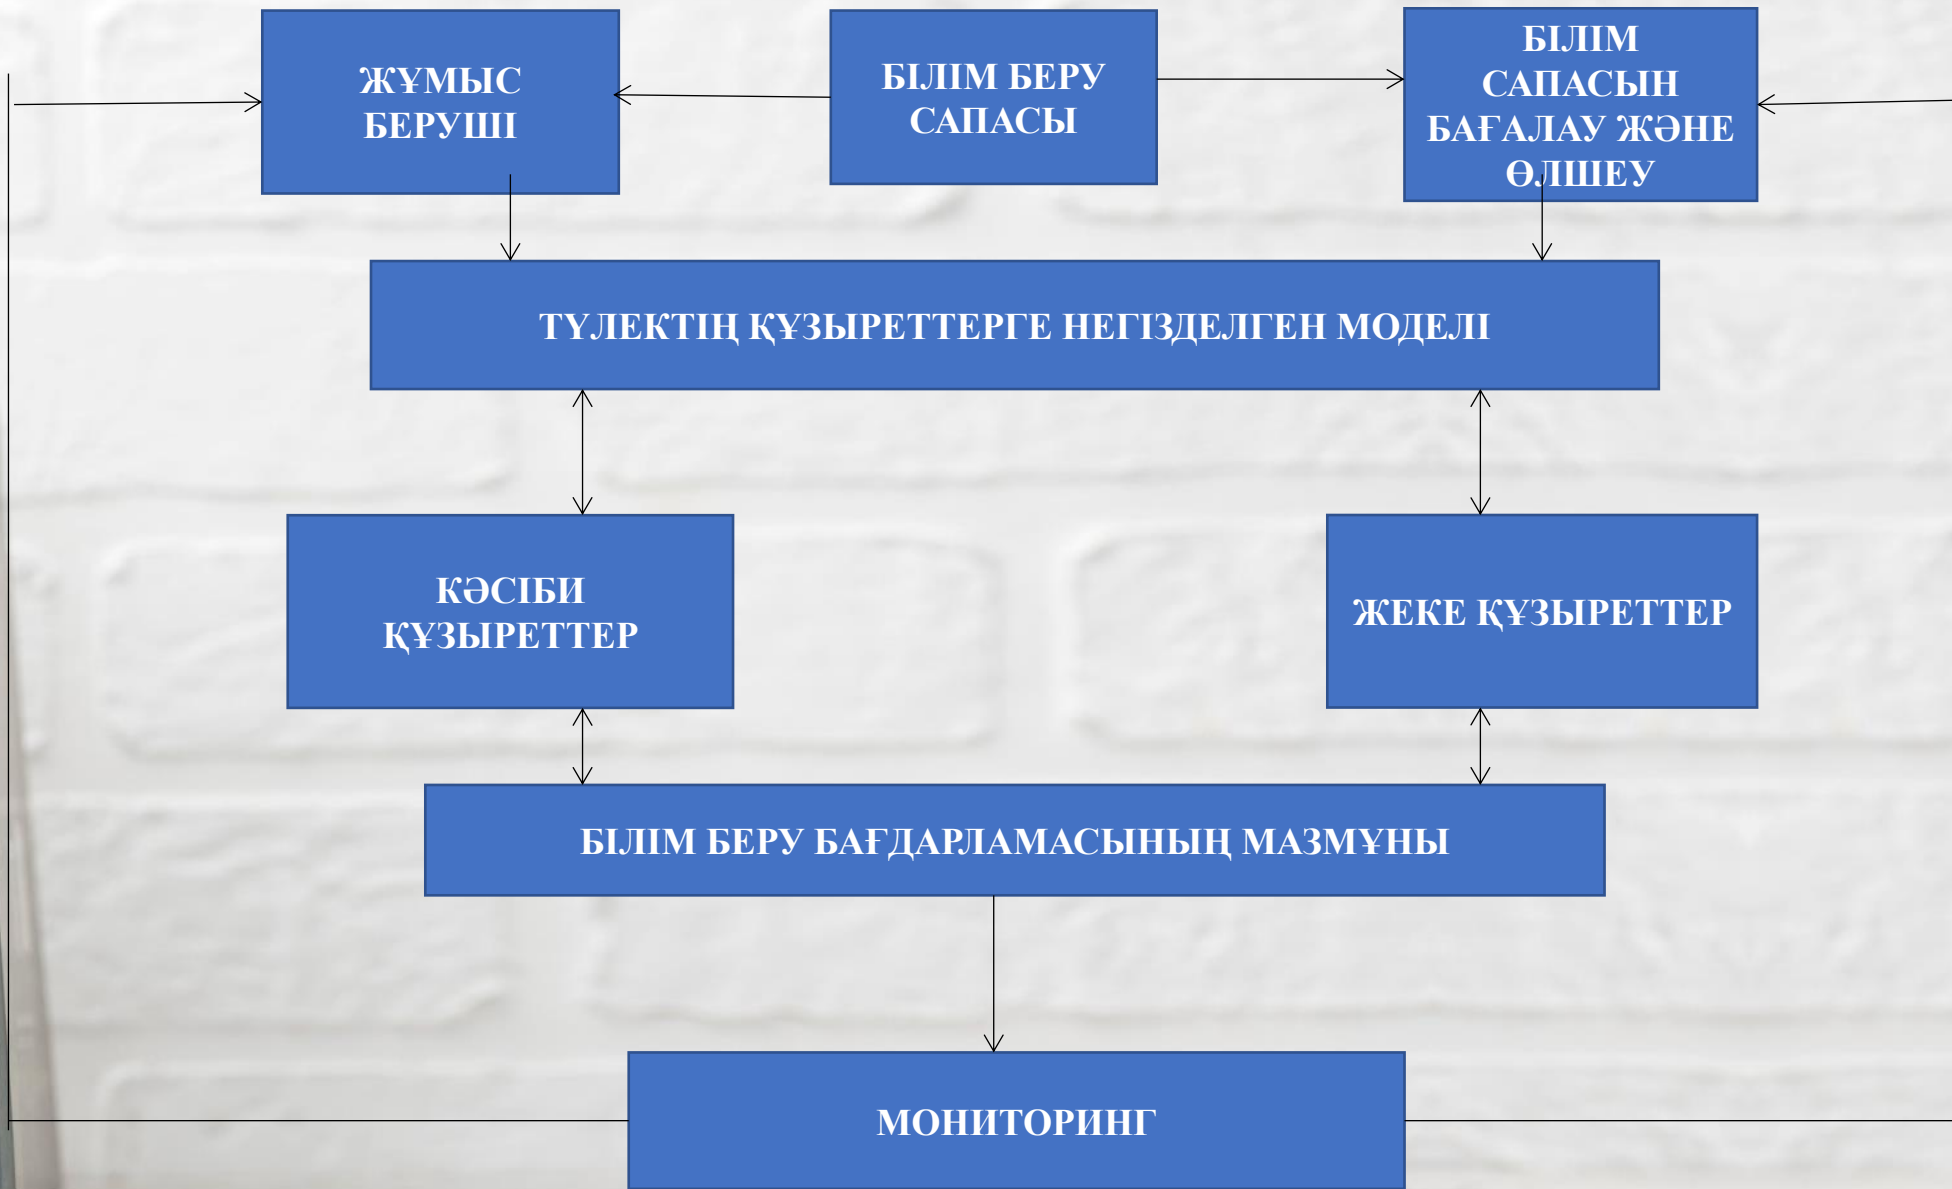 ЖҰМЫС
БЕРУШІ
БІЛІМ БЕРУ
САПАСЫ
БІЛІМ
САПАСЫН
БАҒАЛАУ ЖӘНЕ
ӨЛШЕУ
ТҮЛЕКТІҢ ҚҰЗЫРЕТТЕРГЕ НЕГІЗДЕЛГЕН МОДЕЛІ
КӘСІБИ
ҚҰЗЫРЕТТЕР
ЖЕКЕ ҚҰЗЫРЕТТЕР
БІЛІМ БЕРУ БАҒДАРЛАМАСЫНЫҢ МАЗМҰНЫ
МОНИТОРИНГ